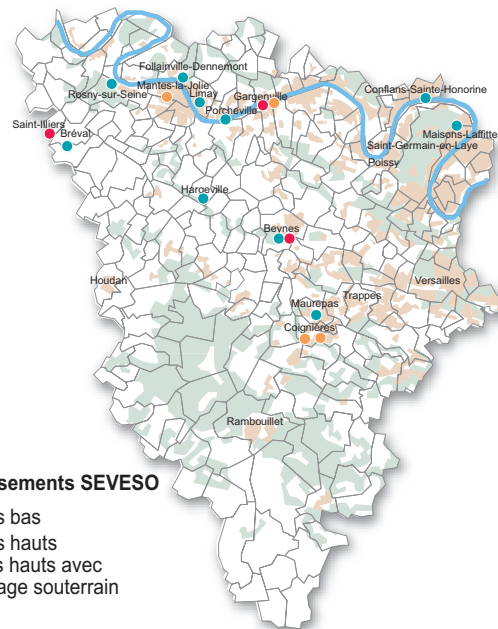 Follainville-Dennemont
Rosny-sur-Seine
Mantes-la-Jolie
Limay
Porcheville
Gargenville
Conflans-Sainte-Honorine
Saint-Illiers
Bréval
Maisons-Laffitte
Saint-Germain-en-Laye
Poissy
Hargeville
Beynes
Houdan
Versailles
Maurepas
Trappes
Coignières
Rambouillet
sements SEVESO
s bas
s hauts
s hauts avec
age souterrain